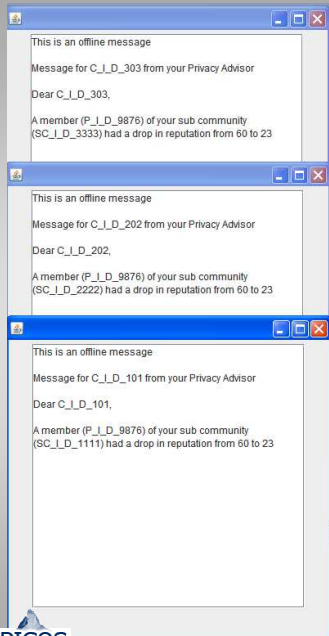 This is an offline message
Message for C_I_D_303 from your Privacy Advisor
Dear C_I_D_303,
A member (P_I_D_9876) of your sub community
(SC_I_D_3333) had a drop in reputation from 60 to 23
This is an offline message
Message for C_I_D_202 from your Privacy Advisor
Dear C_I_D_202,
A member (P_I_D_9876) of your sub community
(SC_I_D_2222) had a drop in reputation from 60 to 23
This is an offline message
Message for C_I_D_101 from your Privacy Advisor
Dear C_I_D_101,
A member (P_I_D_9876) of your sub community
(SC_I_D_1111) had a drop in reputation from 60 to 23